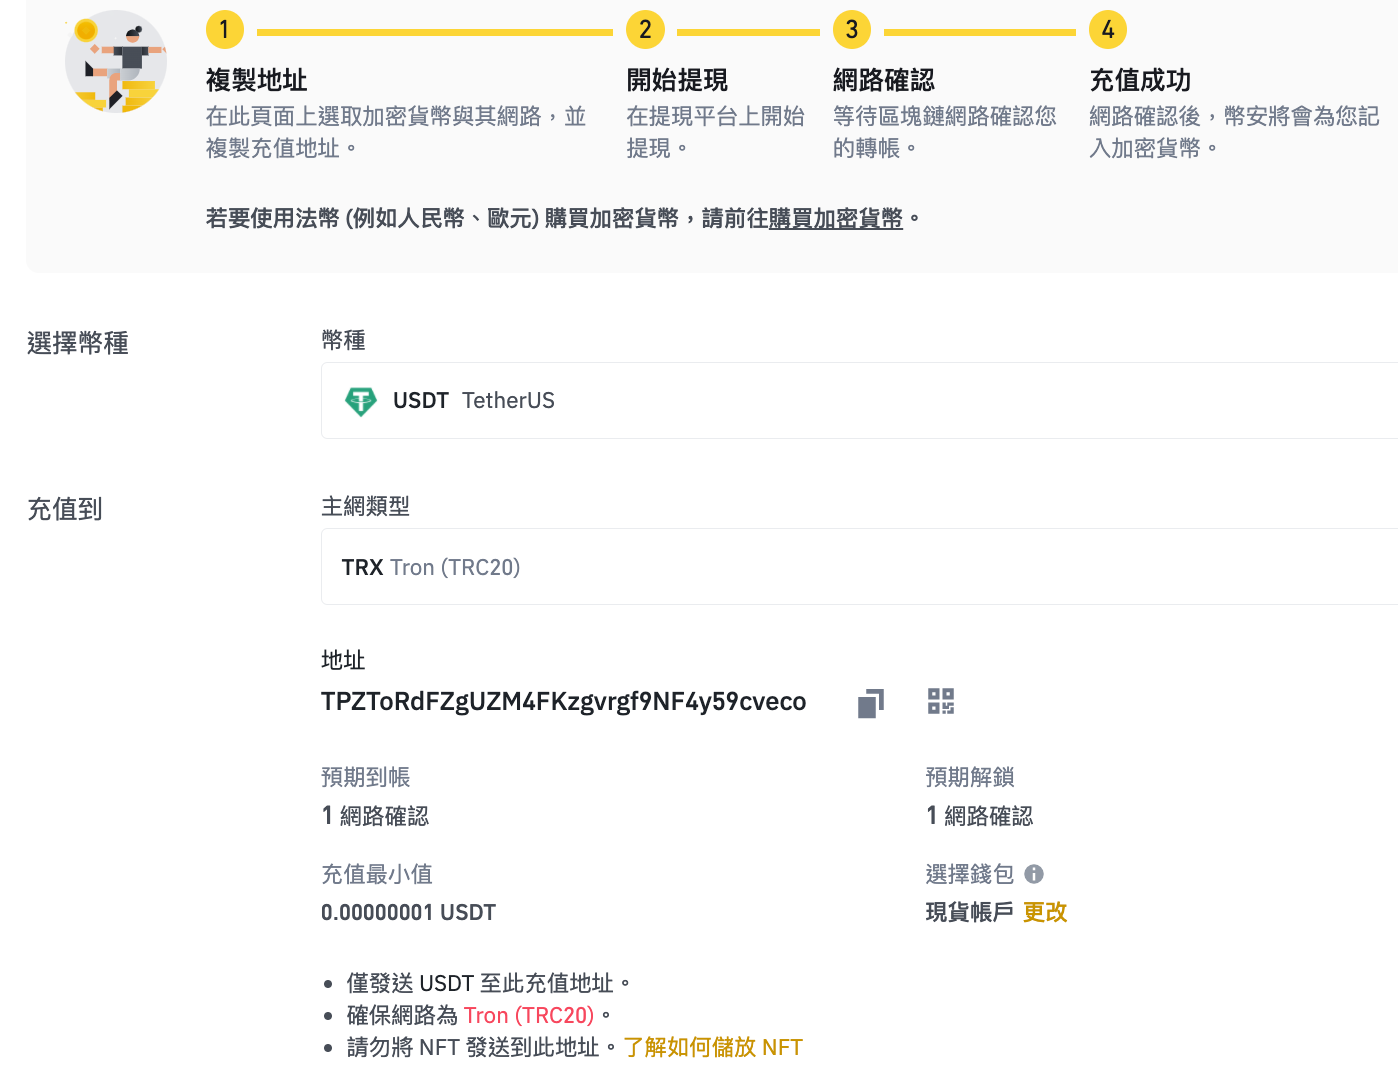 1
2
3
4
複製地址
開始提現
網路確認
充值成功
在此頁面上選取加密貨幣與其網路，並
複製充值地址。
在提現平台上開始
提現。
等待區塊鏈網路確認您
的轉帳。
網路確認後，幣安將會為您記
入加密貨幣。
若要使用法幣 (例如人民幣、歐元) 購買加密貨幣，請前往購買加密貨幣。
選擇幣種
幣種
USDT TetherUS
充值到
主網類型
TRX Tron (TRC20)
地址
TPZToRdFZgUZM4FKzgvrgf9NF4y59cveco
預期到帳
1 網路確認
預期解鎖
1 網路確認
充值最小值
0.00000001 USDT
選擇錢包
現貨帳戶 更改
• 僅發送 USDT 至此充值地址。
• 確保網路為 Tron (TRC20)。
• 請勿將 NFT 發送到此地址。了解如何儲放 NFT